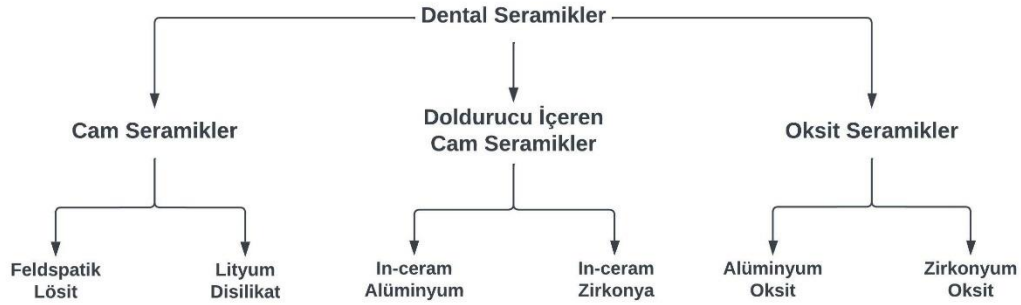 Dental Seramikler
Cam Seramikler
Doldurucu İçeren
Cam Seramikler
Oksit Seramikler
Feldspatik
Lösit
Lityum
Disilikat
In-ceram
Alüminyum
In-ceram
Zirkonya
Alüminyum
Oksit
Zirkonyum
Oksit